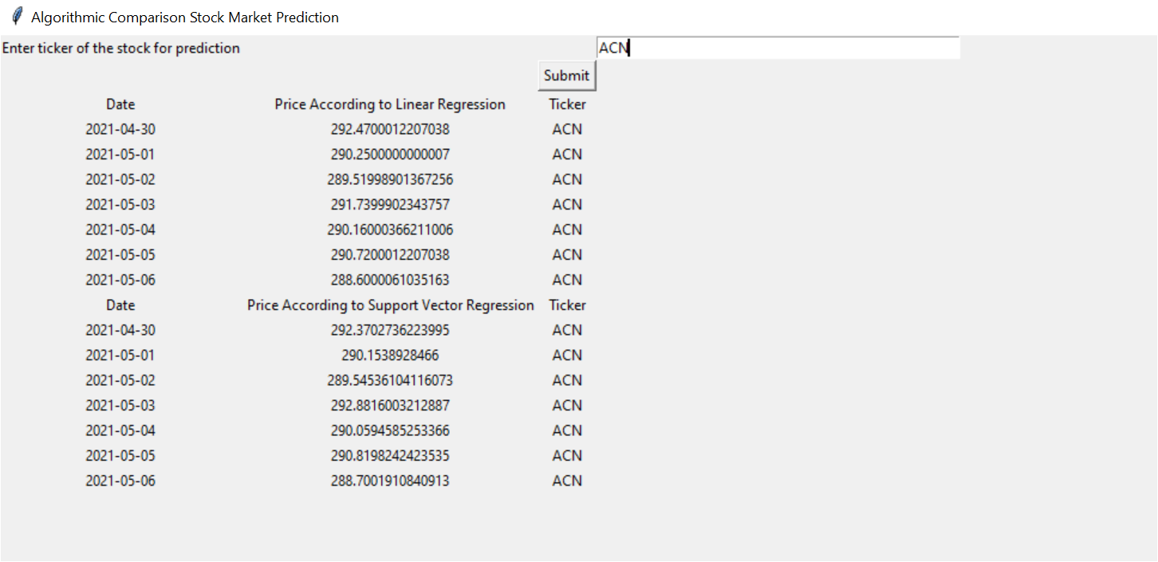 Algorithmic Comparison Stock Market Prediction
Enter ticker of the stock for prediction ACN
Submit
Date Price According to Linear Regression Ticker
2021-04-30 292.4700012207038 ACN
2021-05-01 290.2500000000007 ACN
2021-05-02 289.51998901367256 ACN
2021-05-03 291.7399902343757 ACN
2021-05-04 290.16000366211006 ACN
2021-05-05 290.7200012207038 ACN
2021-05-06 288.6000061035163 ACN
Date Price According to Support Vector Regression Ticker
2021-04-30 292.3702736223995 ACN
2021-05-01 290.1538928466 ACN
2021-05-02 289.54536104116073 ACN
2021-05-03 292.8816003212887 ACN
2021-05-04 290.0594585253366 ACN
2021-05-05 290.8198242423535 ACN
2021-05-06 288.7001910840913 ACN